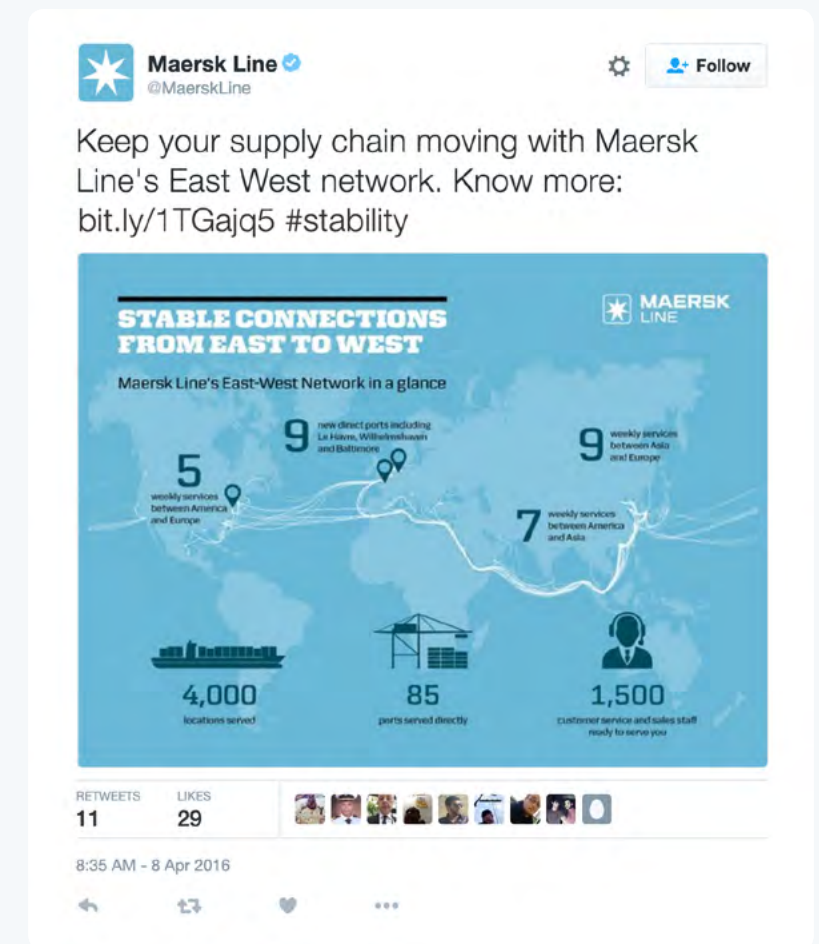 Maersk Line
@MaerskLine
Follow
Keep your supply chain moving with Maersk
Line's East West network. Know more:
bit.ly/1TGajq5 #stability
STABLE CONNECTIONS
FROM EAST TO WEST
MAERSK
LINE
Maersk Line's East-West Network in a glance
9
new direct ports including
Le Havre, Wilhelmshaven
and Baltimore
5
weekly services
between America
and Europe
9
weekly services
between Asia
and Europe
7
weekly services
between America
and Asia
4,000
locations served
85
ports served directly
1,500
customer service and sales staff
ready to serve you
RETWEETS
11
LIKES
29
8:35 AM - 8 Apr 2016